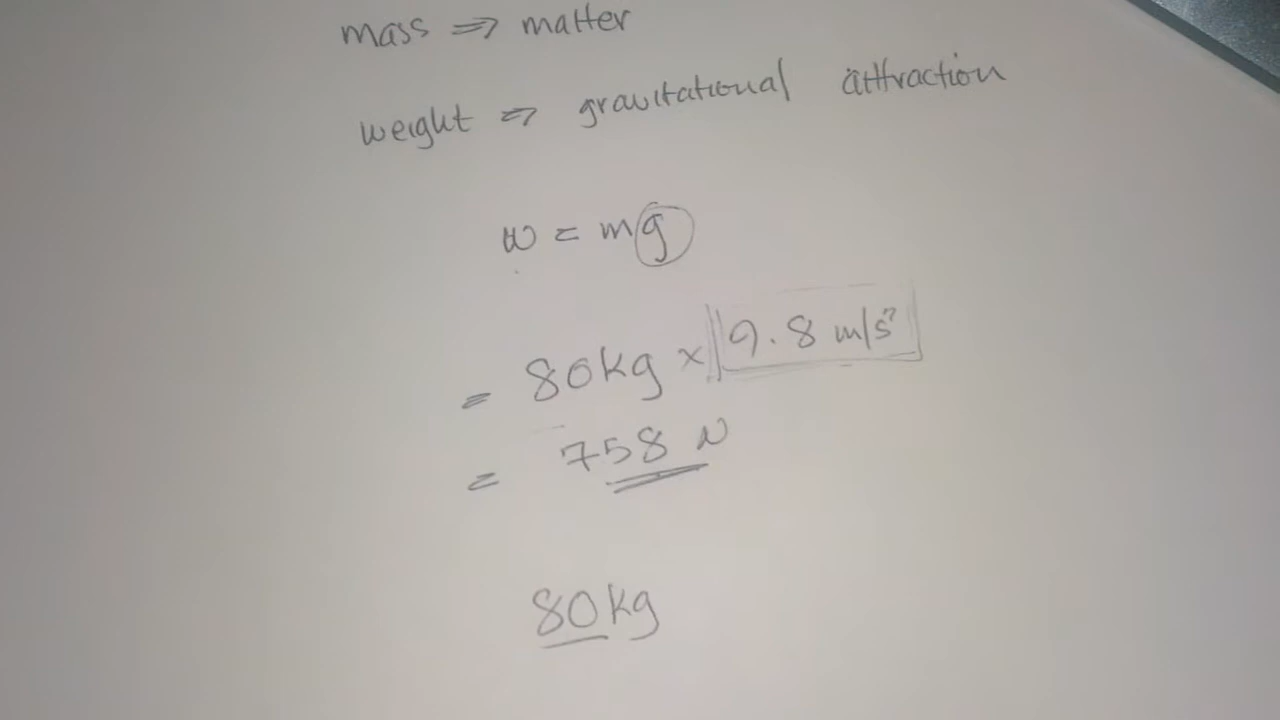 mass ⇒ matter
weight ⇒ gravitational attraction
w = mg
= 80kg × 9.8 m/s²
= 758 N
80kg